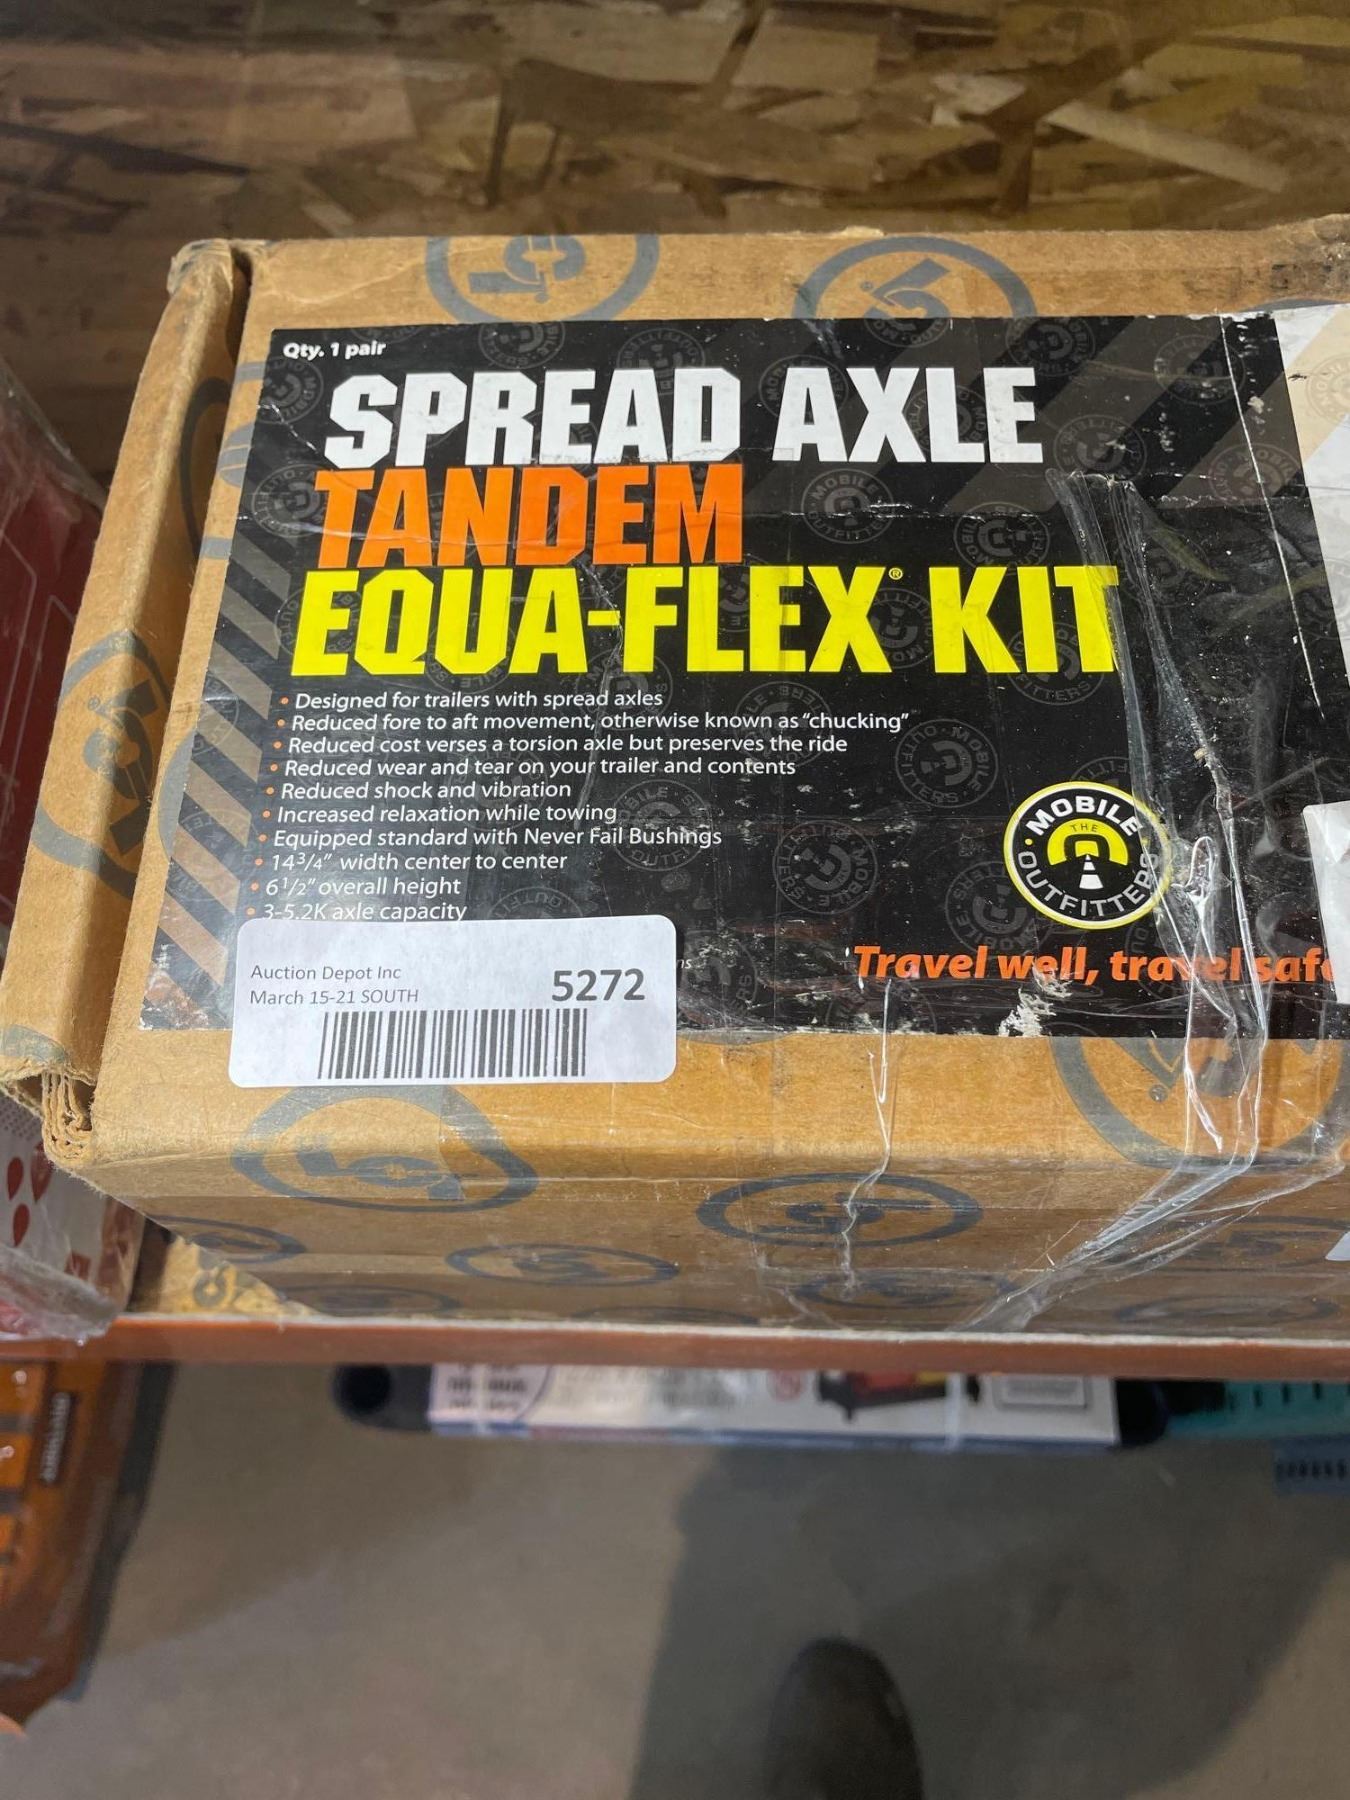 Qty. 1 pair
SPREAD AXLE
TANDEM
EQUA-FLEX® KIT
• Designed for trailers with spread axles
• Reduced fore to aft movement, otherwise known as "chucking"
• Reduced cost verses a torsion axle but preserves the ride
• Reduced wear and tear on your trailer and contents
• Reduced shock and vibration
• Increased relaxation while towing
• Equipped standard with Never Fail Bushings
• 14 3/4" width center to center
• 6 1/2" overall height
• 3-5.2K axle capacity
MOBILE
THE
OUTFITTERS
Travel well, travel safe
Auction Depot Inc
March 15-21 SOUTH
5272